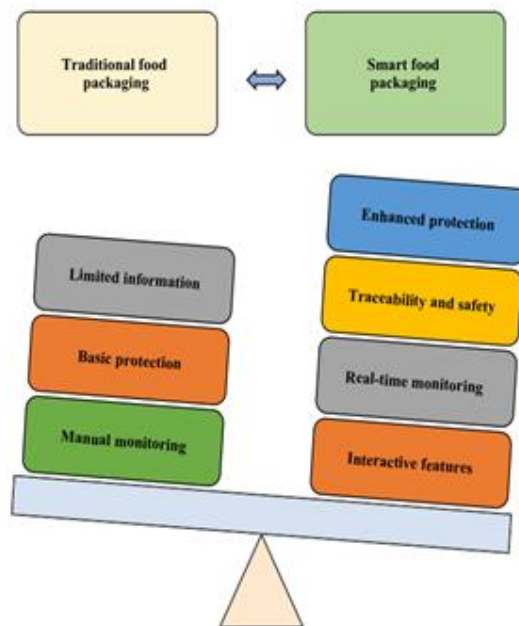 Traditional food
packaging
Smart food
packaging
Limited information
Basic protection
Manual monitoring
Enhanced protection
Traceability and safety
Real-time monitoring
Interactive features